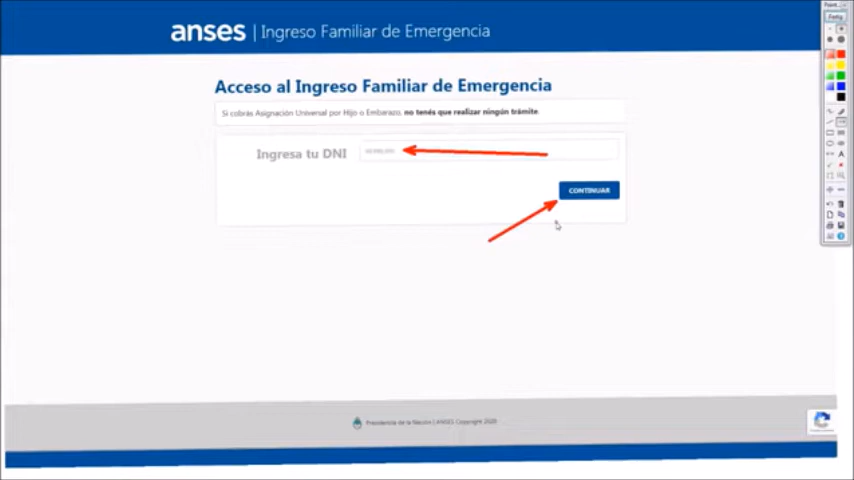 anses | Ingreso Familiar de Emergencia
Acceso al Ingreso Familiar de Emergencia
Si cobrás Asignación Universal por Hijo o Embarazo, no tenés que realizar ningún trámite.
Ingresa tu DNI
CONTINUAR
Presidencia de la Nación | ANSES Copyright 2020